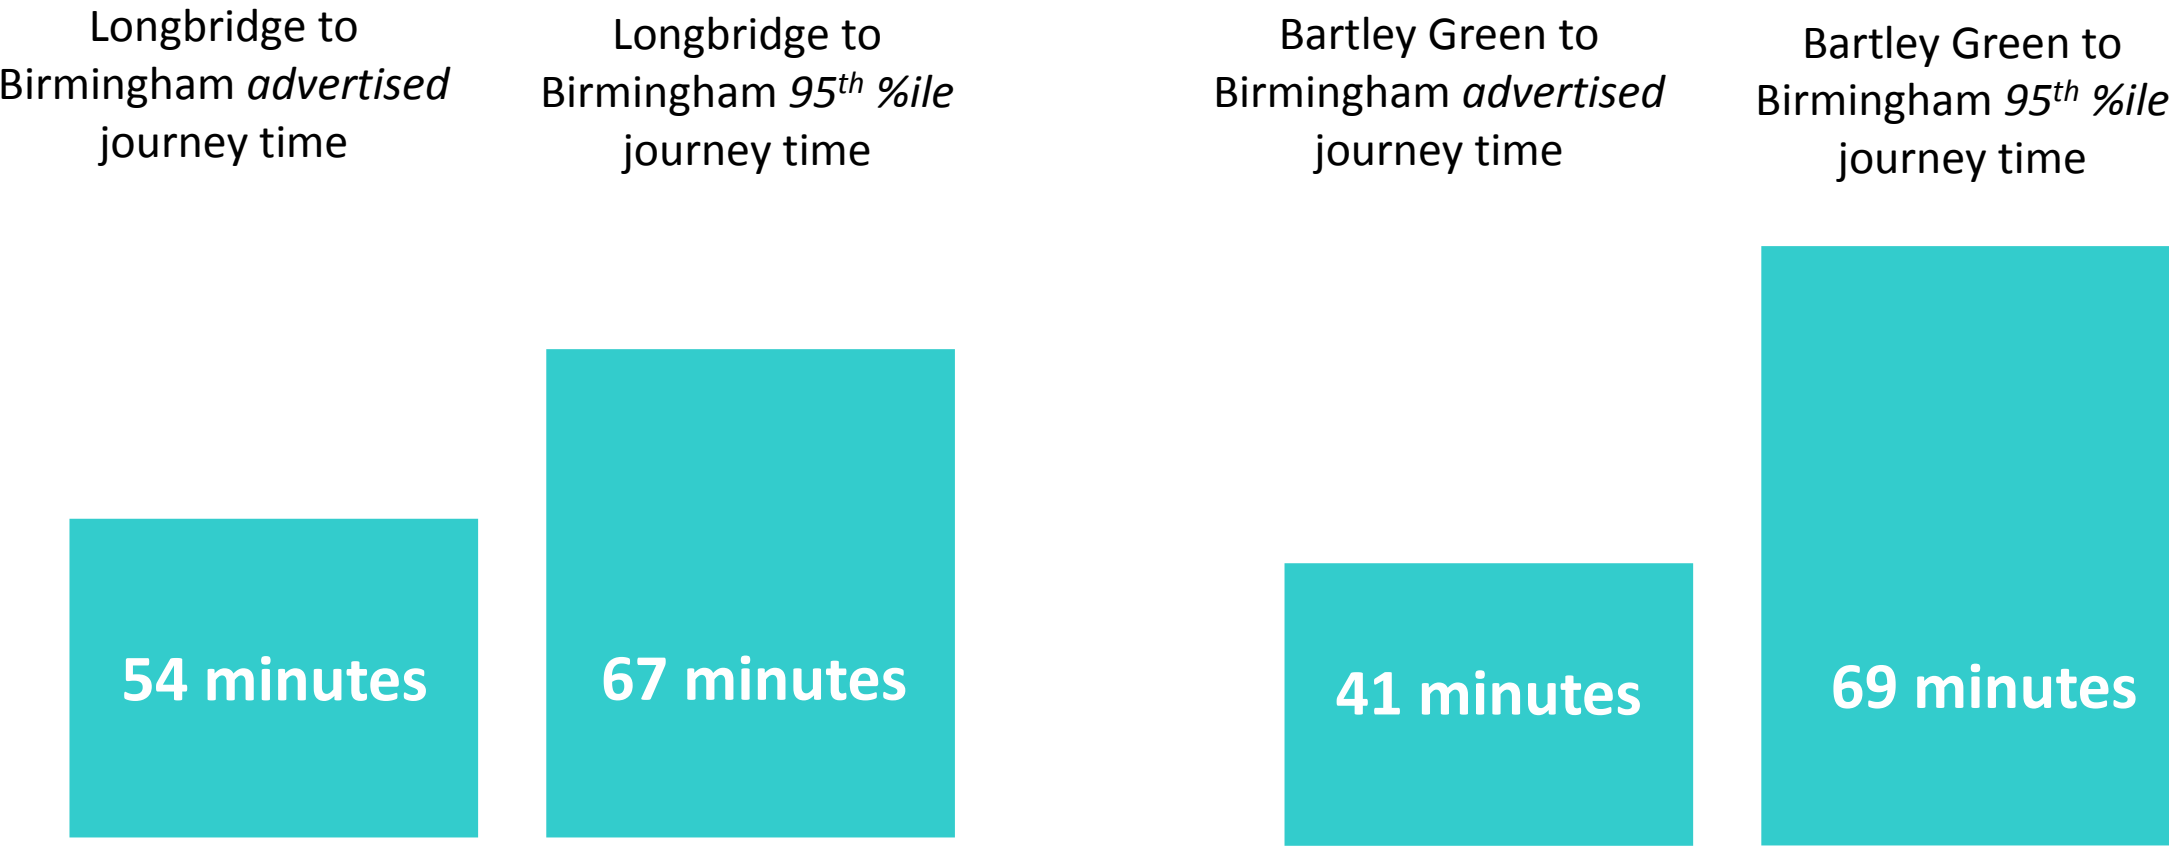 Longbridge to
Birmingham advertised
journey time
Longbridge to
Birmingham 95th %ile
journey time
Bartley Green to
Birmingham advertised
journey time
Bartley Green to
Birmingham 95th %ile
journey time
54 minutes
67 minutes
41 minutes
69 minutes